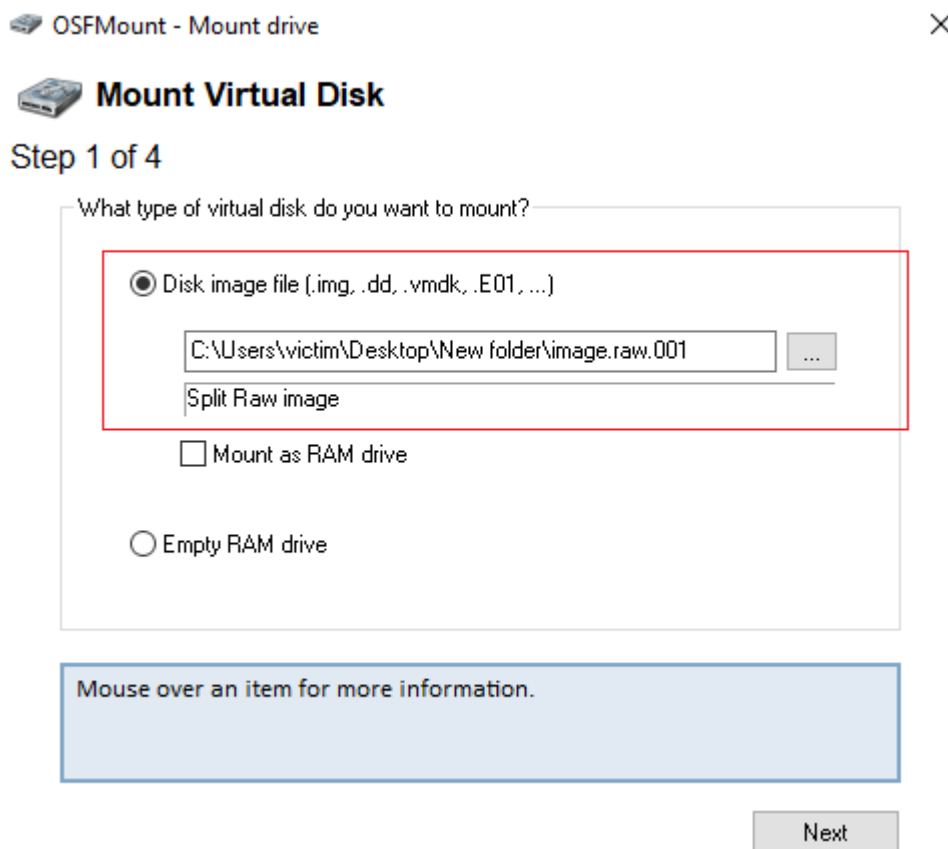 OSFMount - Mount drive
Mount Virtual Disk
Step 1 of 4
What type of virtual disk do you want to mount?
Disk image file (.img, .dd, .vmdk, .E01, ...)
C:\Users\victim\Desktop\New folder\image.raw.001
...
Split Raw image
Mount as RAM drive
Empty RAM drive
Mouse over an item for more information.
Next